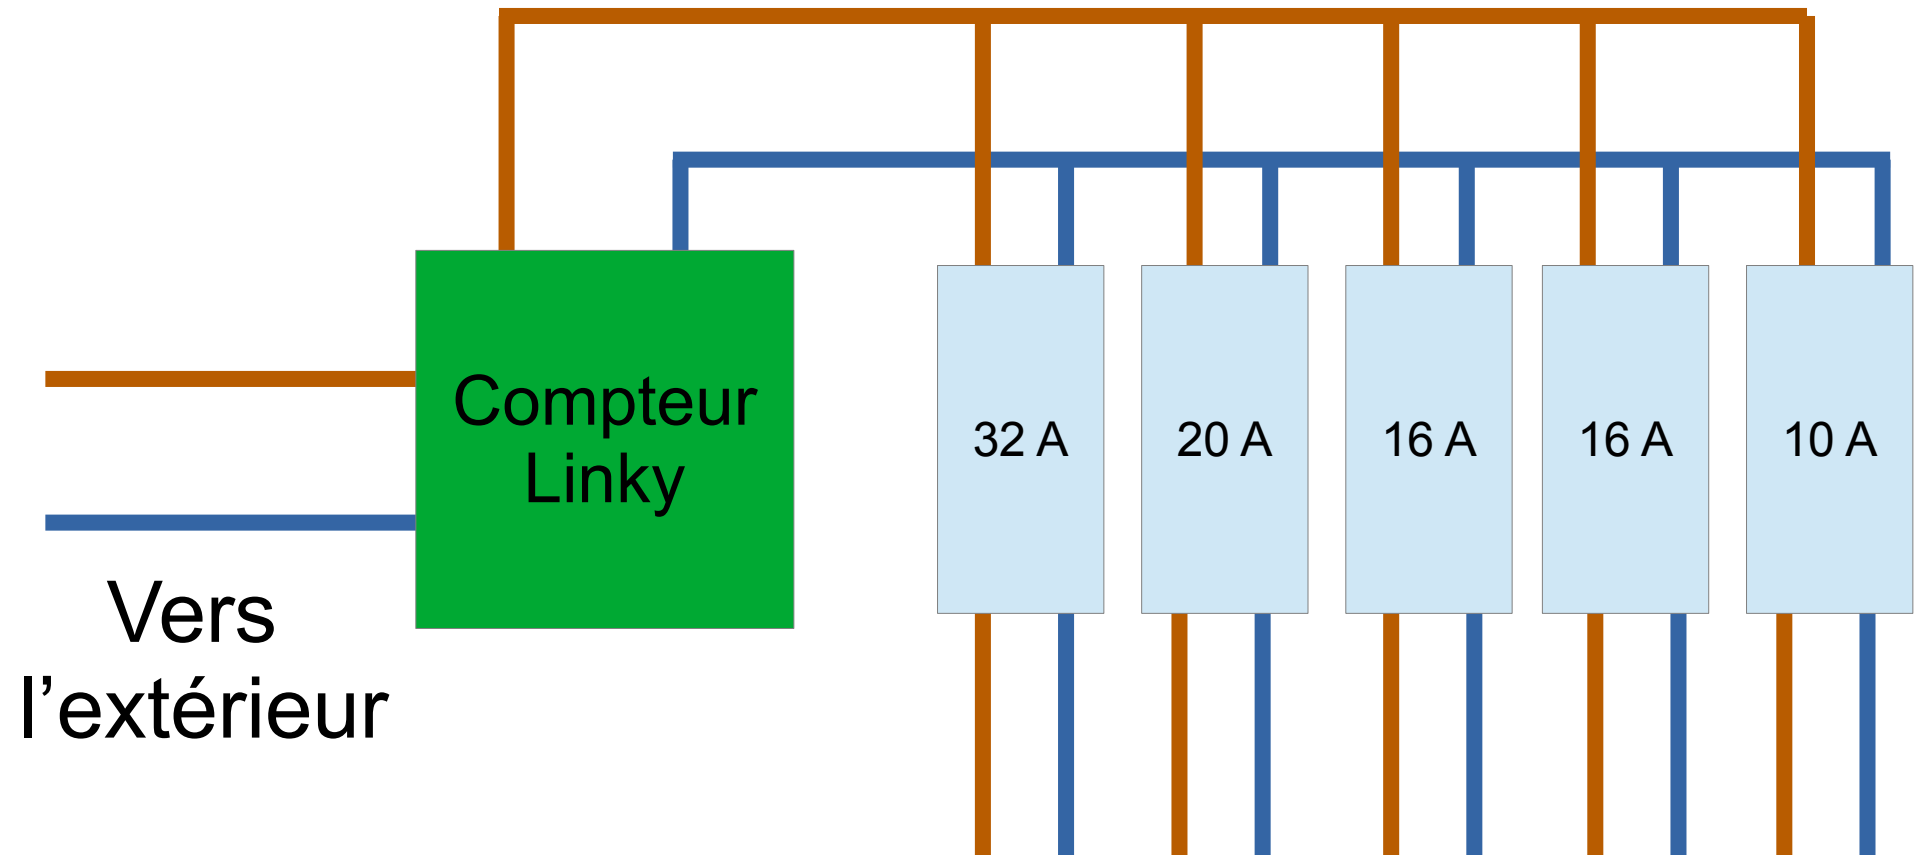 Compteur
Linky
32 A
20 A
16 A
16 A
10 A
Vers
l’extérieur